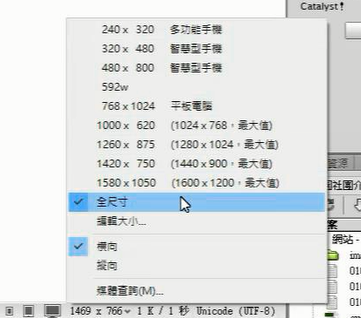 Catalyst!
240 x 320 多功能手機
320 x 480 智慧型手機
480 x 800 智慧型手機
592w
768 x 1024 平板電腦
1000 x 620 (1024 x 768，最大值)
1260 x 875 (1280 x 1024，最大值)
1420 x 750 (1440 x 900，最大值)
1580 x 1050 (1600 x 1200，最大值)
資源
全尺寸
編輯大小...
案
橫向
網站 -
ima
縱向
010
010
媒體查詢(M)...
010
1469 x 766 1 K / 1 秒 Unicode (UTF-8)
010